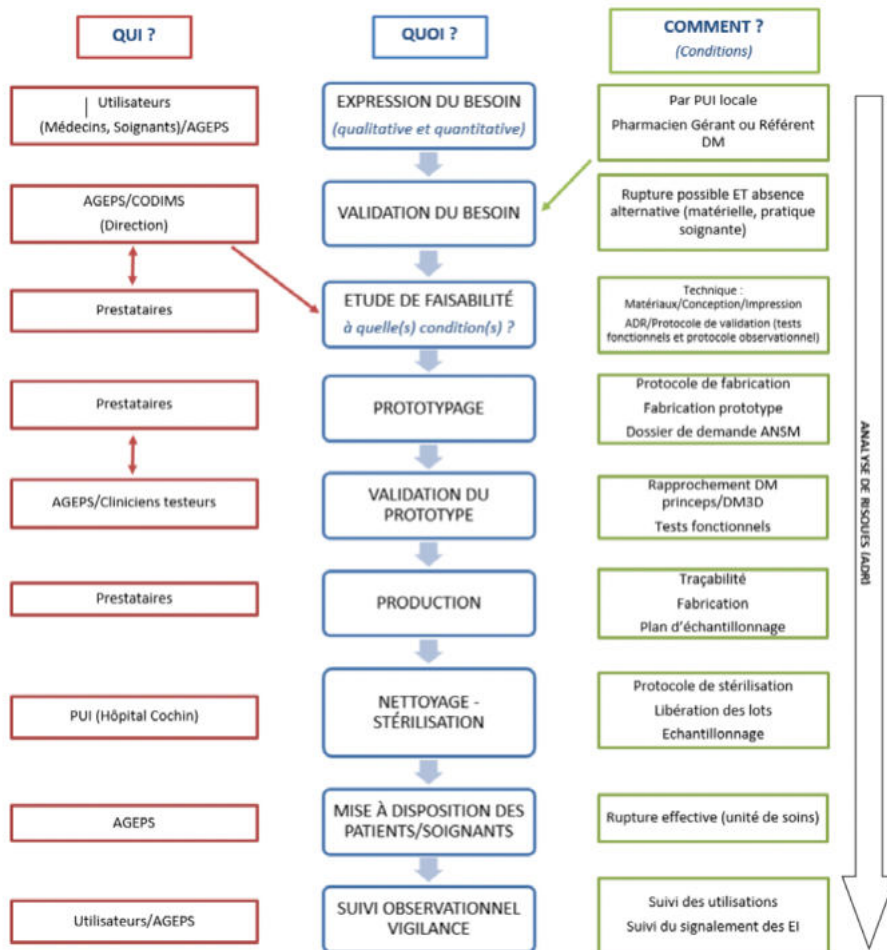 QUI ?
QUOI ?
COMMENT ?
(Conditions)
Utilisateurs
(Médecins, Soignants)/AGEPS
EXPRESSION DU BESOIN
(qualitative et quantitative)
Par PUI locale
Pharmacien Gérant ou Référent
DM
AGEPS/CODIMS
(Direction)
VALIDATION DU BESOIN
Rupture possible ET absence
alternative (matérielle, pratique
soignante)
Prestataires
ETUDE DE FAISABILITÉ
à quelle(s) condition(s) ?
Technique :
Matériaux/Conception/Impression
ADR/Protocole de validation (tests
fonctionnels et protocole observationnel)
Prestataires
PROTOTYPAGE
Protocole de fabrication
Fabrication prototype
Dossier de demande ANSM
AGEPS/Cliniciens testeurs
VALIDATION DU
PROTOTYPE
Rapprochement DM
princeps/DM3D
Tests fonctionnels
Prestataires
PRODUCTION
Traçabilité
Fabrication
Plan d'échantillonnage
PUI (Hôpital Cochin)
NETTOYAGE -
STÉRILISATION
Protocole de stérilisation
Libération des lots
Echantillonnage
AGEPS
MISE À DISPOSITION DES
PATIENTS/SOIGNANTS
Rupture effective (unité de soins)
Utilisateurs/AGEPS
SUIVI OBSERVATIONNEL
VIGILANCE
Suivi des utilisations
Suivi du signalement des EI
ANALYSE DE RISQUES (ADR)